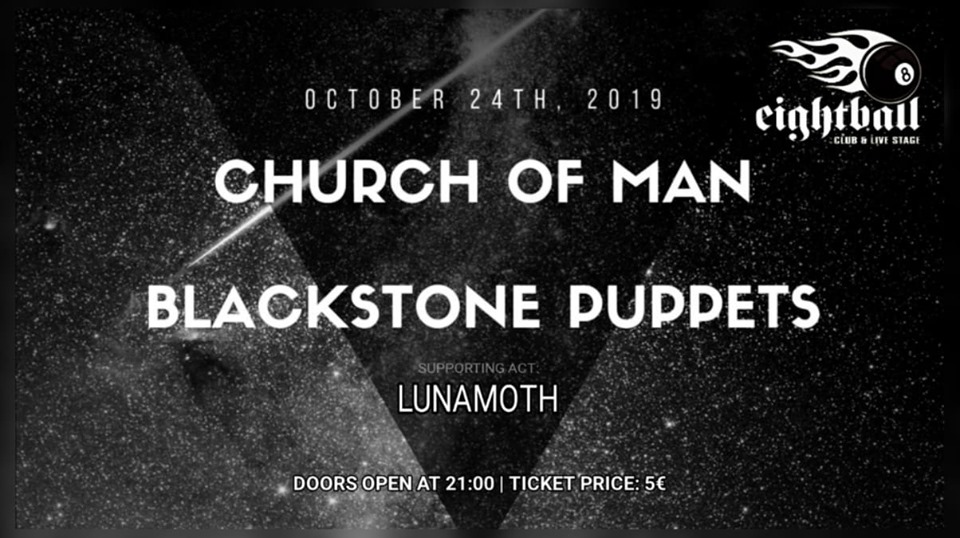 OCTOBER 24TH, 2019
8
eightball
CLUB & LIVE STAGE
CHURCH OF MAN
BLACKSTONE PUPPETS
SUPPORTING ACT:
LUNAMOTH
DOORS OPEN AT 21:00 | TICKET PRICE: 5€